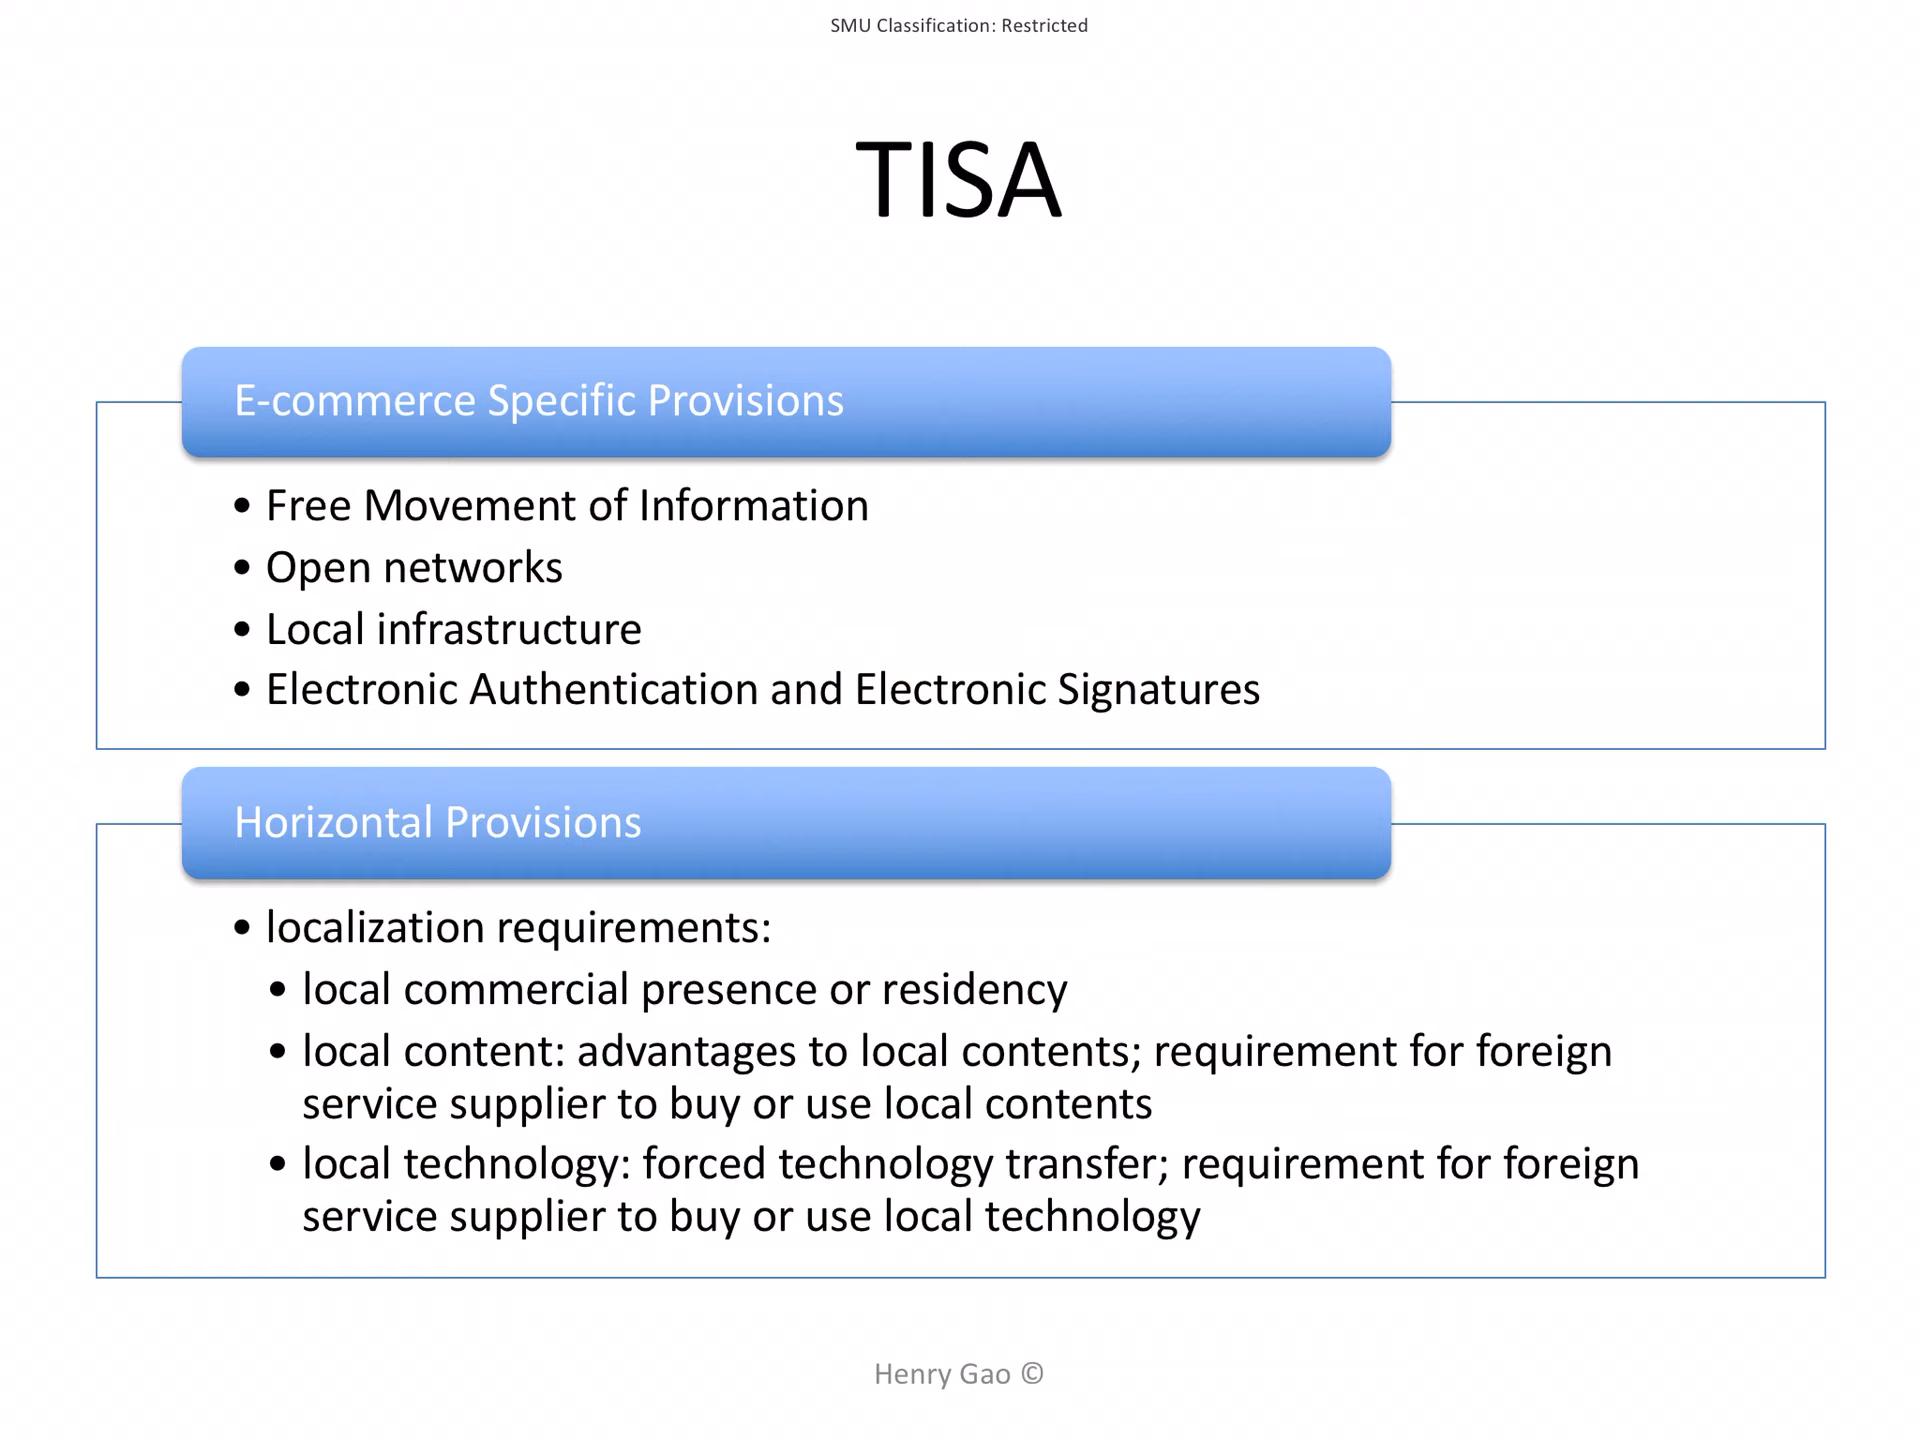 SMU Classification: Restricted
TISA
E-commerce Specific Provisions
• Free Movement of Information
• Open networks
• Local infrastructure
• Electronic Authentication and Electronic Signatures
Horizontal Provisions
• localization requirements:
• local commercial presence or residency
• local content: advantages to local contents; requirement for foreign
service supplier to buy or use local contents
• local technology: forced technology transfer; requirement for foreign
service supplier to buy or use local technology
Henry Gao ©